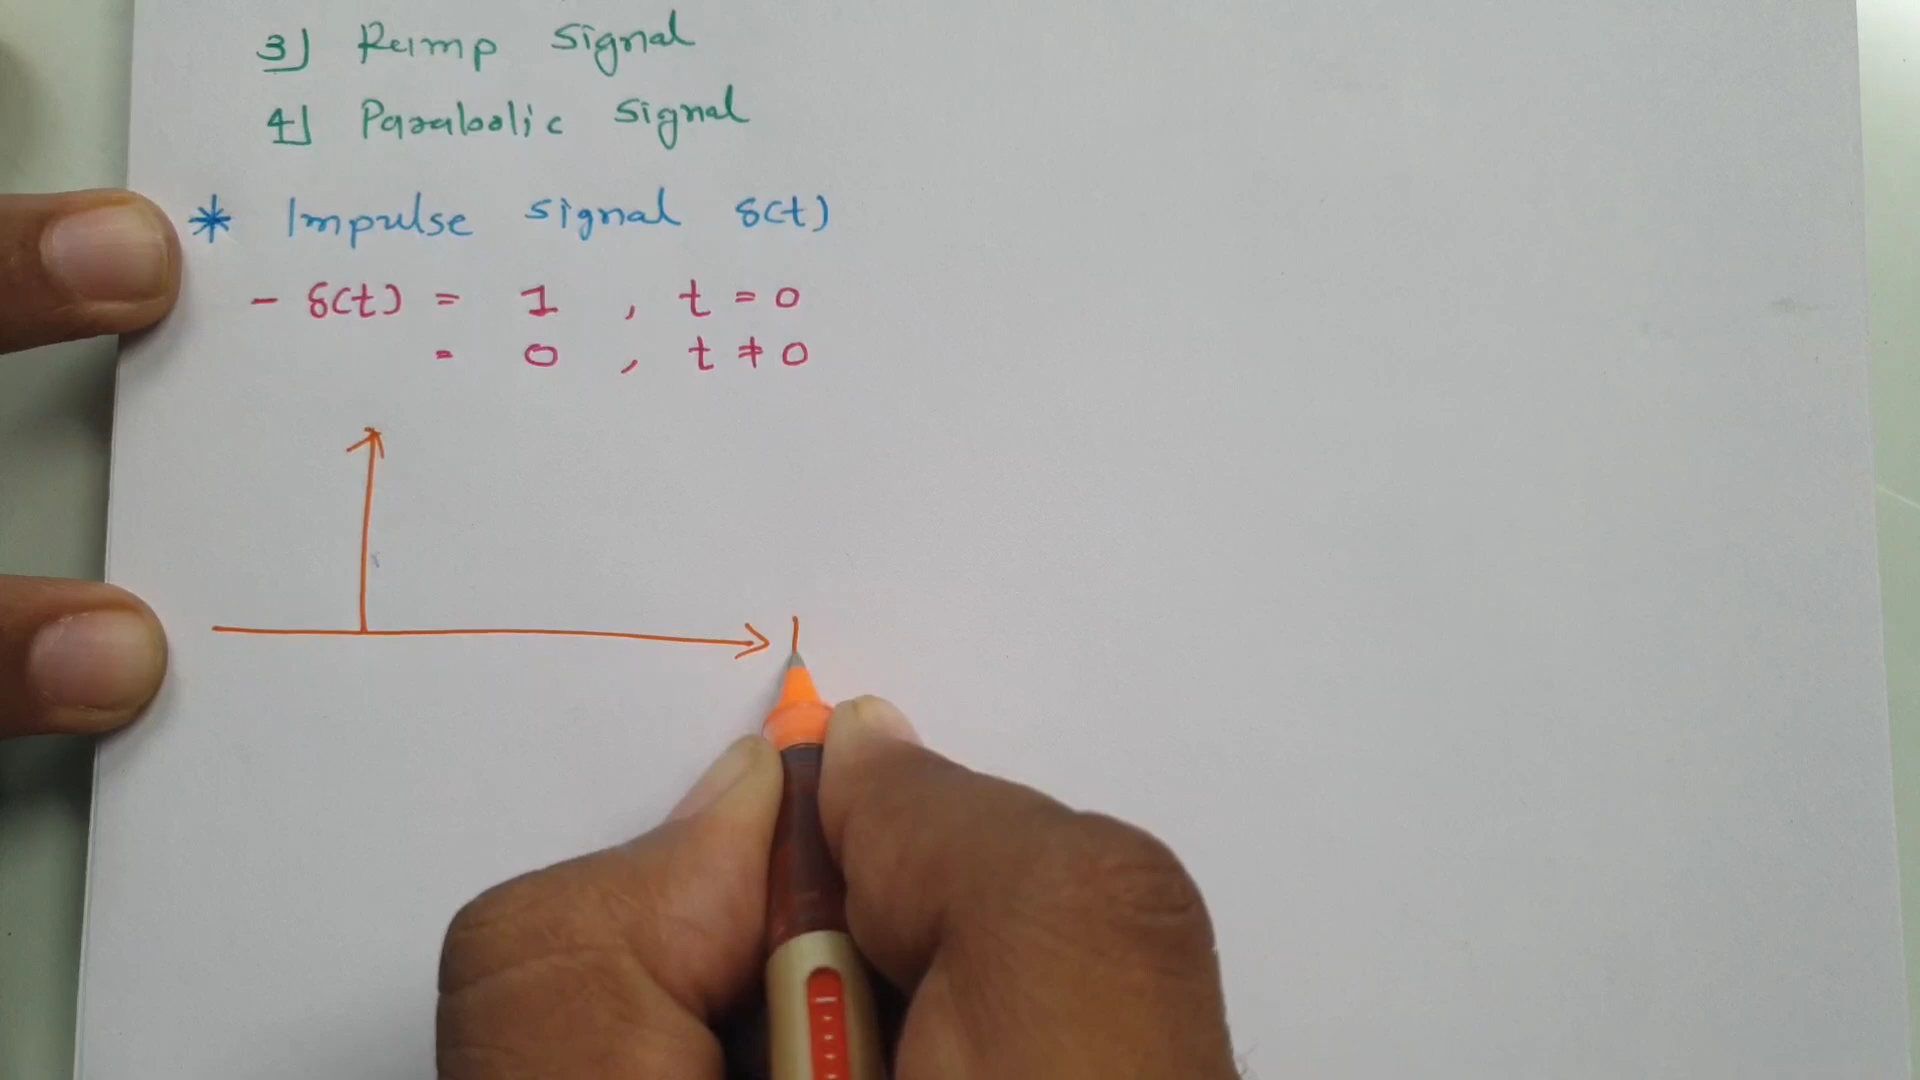 3] Ramp Signal
4] Parabolic Signal
* Impulse Signal δ(t)
- δ(t) = 1 , t = 0
= 0 , t ≠ 0